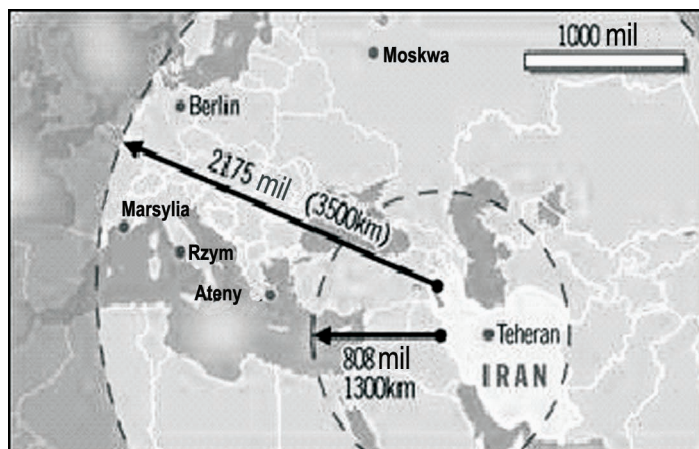 1000 mil
Moskwa
Berlin
2175 mil (3500km)
Marsylia
Rzym
Ateny
Teheran
808 mil
1300km
IRAN